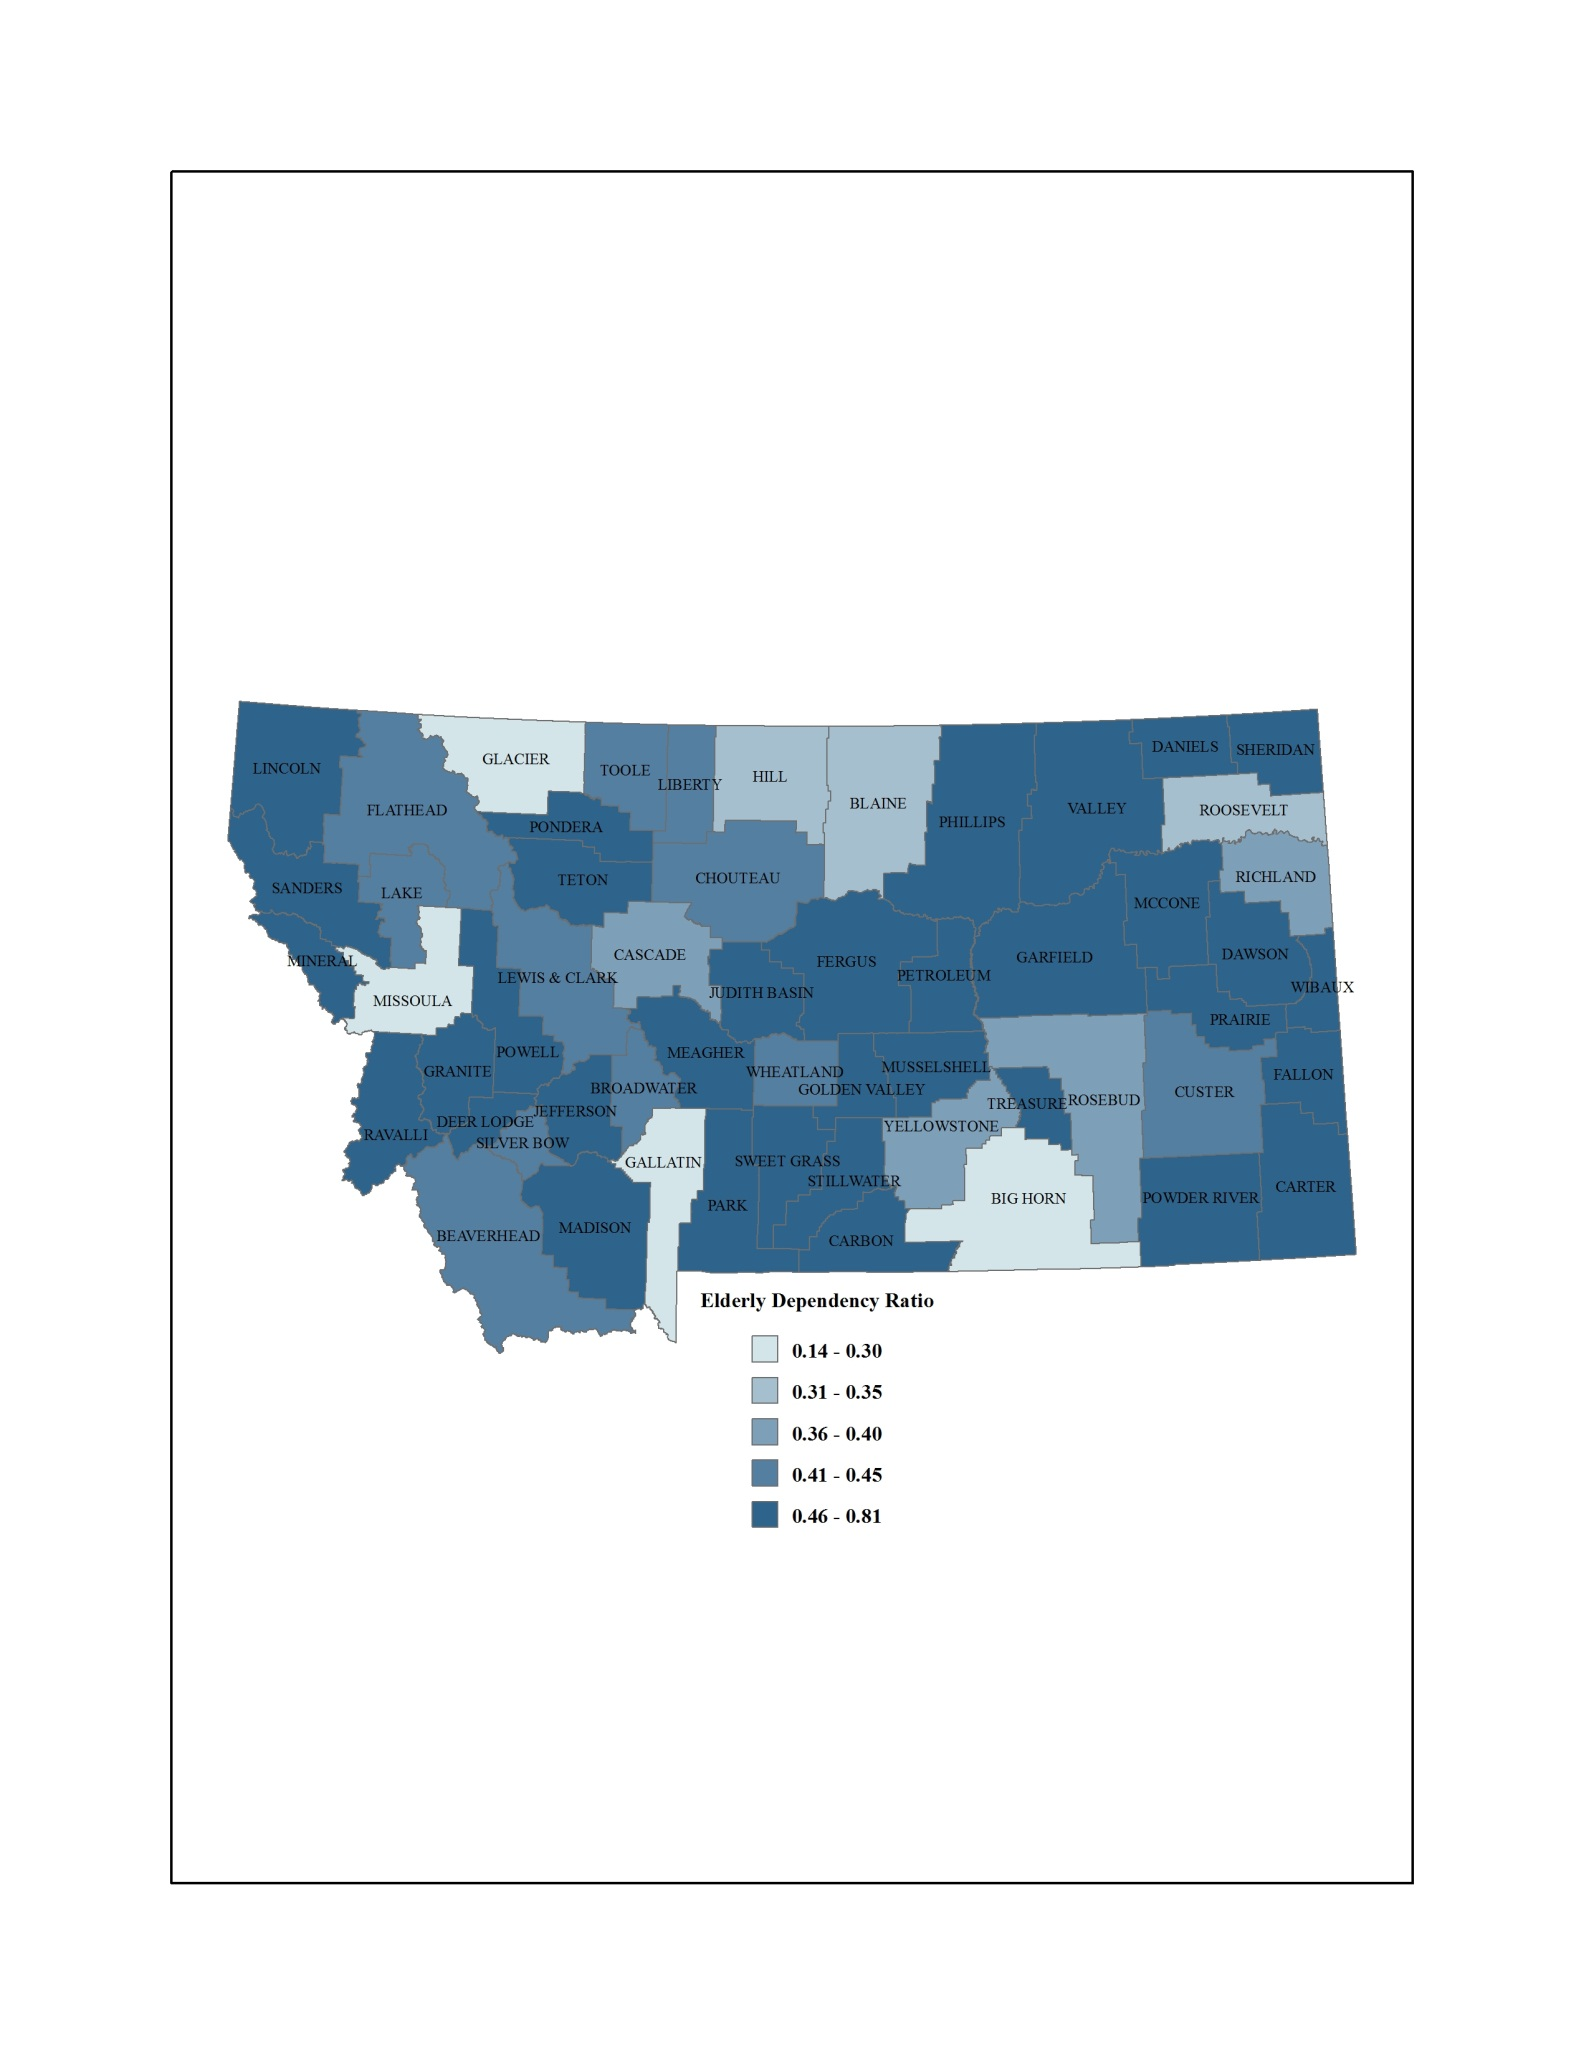 DANIELS
SHERIDAN
GLACIER
LINCOLN
TOOLE
HILL
LIBERTY
BLAINE
FLATHEAD
VALLEY
ROOSEVELT
PHILLIPS
PONDERA
RICHLAND
CHOUTEAU
TETON
SANDERS
LAKE
MCCONE
CASCADE
DAWSON
GARFIELD
MINERAL
FERGUS
PETROLEUM
LEWIS & CLARK
WIBAUX
JUDITH BASIN
MISSOULA
PRAIRIE
POWELL
MEAGHER
MUSSELSHELL
GRANITE
WHEATLAND
FALLON
BROADWATER
GOLDEN VALLEY
CUSTER
ROSEBUD
TREASURE
JEFFERSON
DEER LODGE
YELLOWSTONE
RAVALLI
SILVER BOW
GALLATIN
SWEET GRASS
STILLWATER
CARTER
BIG HORN
POWDER RIVER
PARK
MADISON
BEAVERHEAD
CARBON
Elderly Dependency Ratio
0.14 - 0.30
0.31 - 0.35
0.36 - 0.40
0.41 - 0.45
0.46 - 0.81